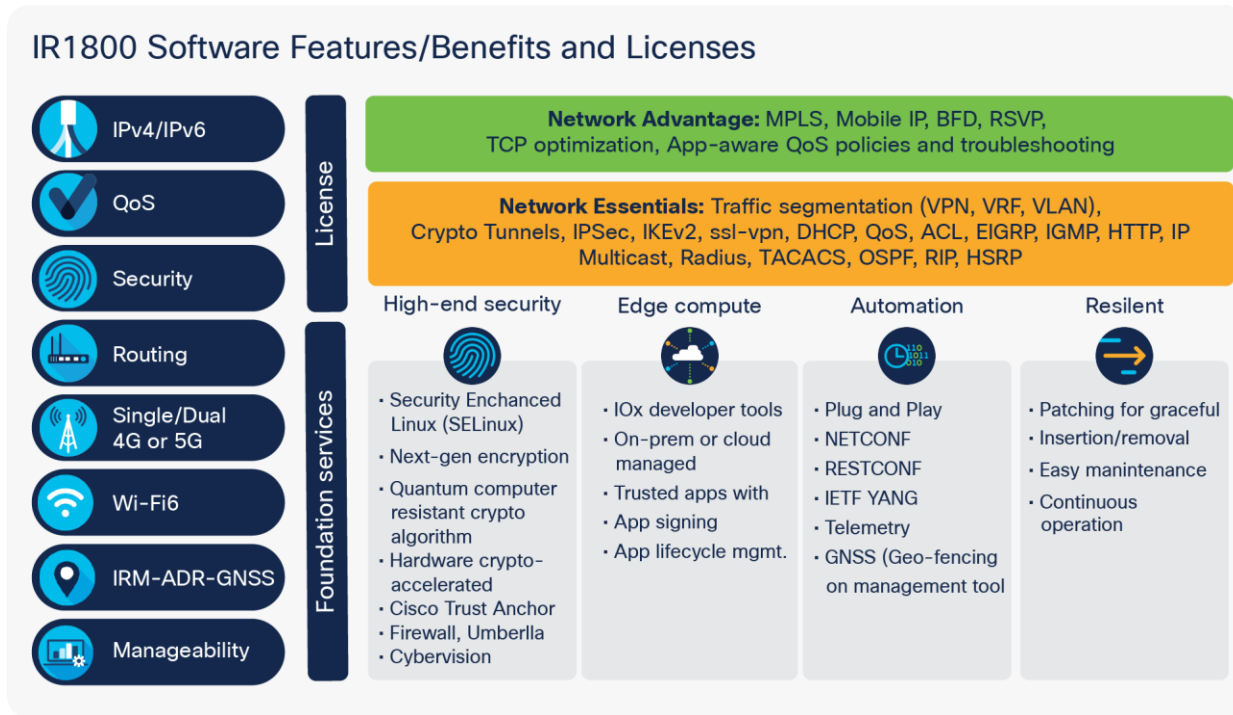 IR1800 Software Features/Benefits and Licenses
IPv4/IPv6
QoS
Security
Routing
Single/Dual
4G or 5G
Wi-Fi6
IRM-ADR-GNSS
Manageability
License
Foundation services
Network Advantage: MPLS, Mobile IP, BFD, RSVP,
TCP optimization, App-aware QoS policies and troubleshooting
Network Essentials: Traffic segmentation (VPN, VRF, VLAN),
Crypto Tunnels, IPSec, IKEv2, ssl-vpn, DHCP, QoS, ACL, EIGRP, IGMP, HTTP, IP
Multicast, Radius, TACACS, OSPF, RIP, HSRP
High-end security
· Security Enchanced
Linux (SELinux)
· Next-gen encryption
· Quantum computer
resistant crypto
algorithm
· Hardware crypto-
accelerated
· Cisco Trust Anchor
· Firewall, Umberlla
· Cybervision
Edge compute
· IOx developer tools
· On-prem or cloud
managed
· Trusted apps with
· App signing
· App lifecycle mgmt.
Automation
110
1011
010
· Plug and Play
· NETCONF
· RESTCONF
· IETF YANG
· Telemetry
· GNSS (Geo-fencing
on management tool
Resilent
· Patching for graceful
· Insertion/removal
· Easy manintenance
· Continuous
operation